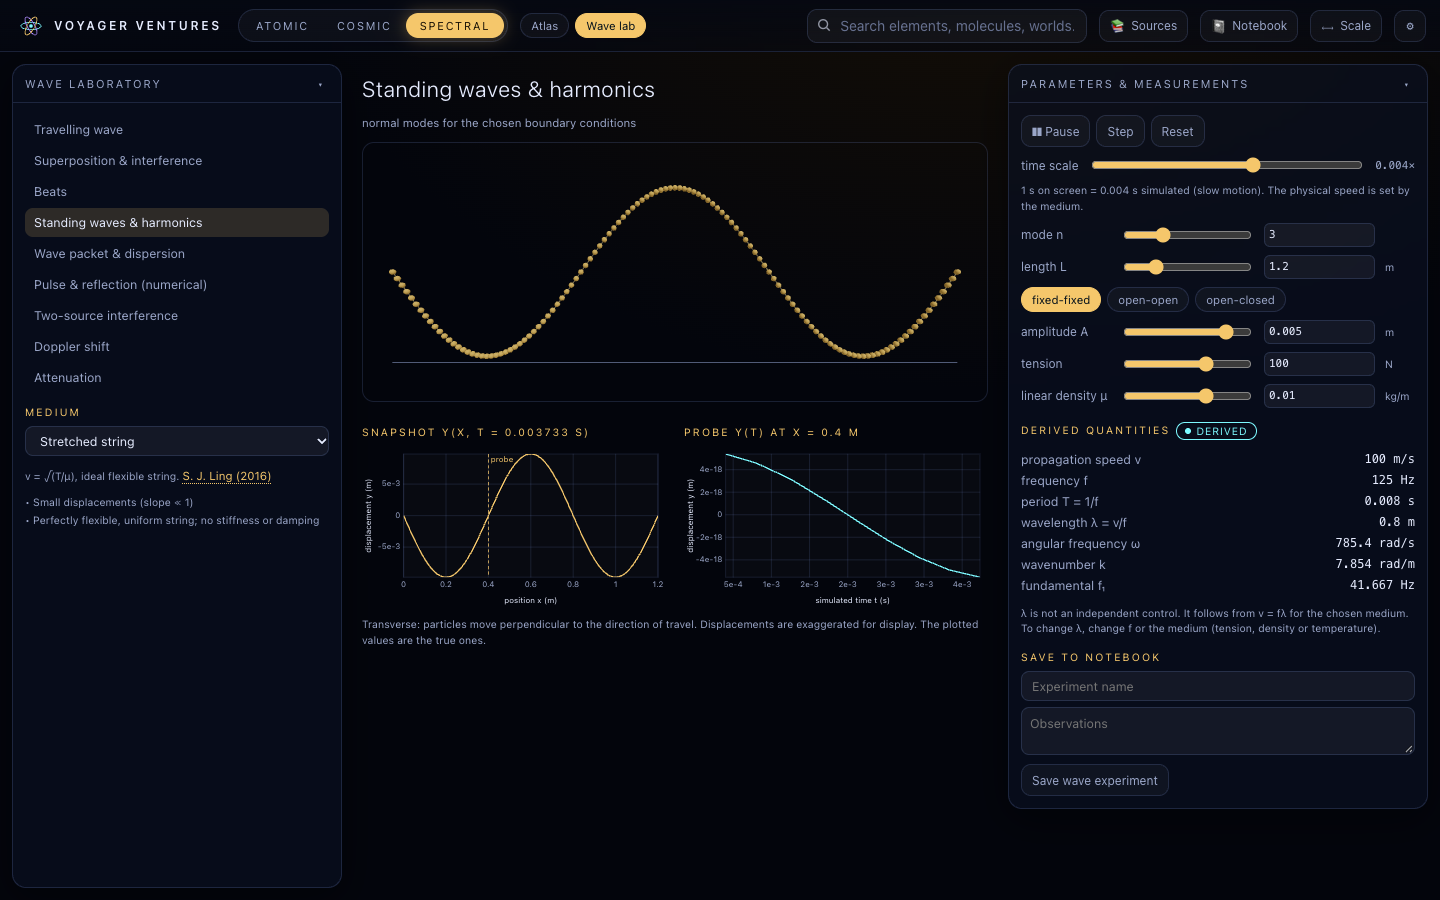 VOYAGER VENTURES
ATOMIC COSMIC SPECTRAL
Atlas Wave lab
Search elements, molecules, worlds.
Sources Notebook Scale
WAVE LABORATORY
Travelling wave
Superposition & interference
Beats
Standing waves & harmonics
Wave packet & dispersion
Pulse & reflection (numerical)
Two-source interference
Doppler shift
Attenuation
MEDIUM
Stretched string
v = √(T/μ), ideal flexible string. S. J. Ling (2016)
• Small displacements (slope ≪ 1)
• Perfectly flexible, uniform string; no stiffness or damping
Standing waves & harmonics
normal modes for the chosen boundary conditions
SNAPSHOT Y(X, T = 0.003733 S)
probe
displacement y (m)
5e-3
0
-5e-3
0 0.2 0.4 0.6 0.8 1 1.2
position x (m)
PROBE Y(T) AT X = 0.4 M
displacement y (m)
4e-18
2e-18
0
-2e-18
-4e-18
5e-4 1e-3 2e-3 2e-3 3e-3 3e-3 4e-3
simulated time t (s)
Transverse: particles move perpendicular to the direction of travel. Displacements are exaggerated for display. The plotted
values are the true ones.
PARAMETERS & MEASUREMENTS
Pause Step Reset
time scale 0.004×
1 s on screen = 0.004 s simulated (slow motion). The physical speed is set by
the medium.
mode n 3
length L 1.2 m
fixed-fixed open-open open-closed
amplitude A 0.005 m
tension 100 N
linear density μ 0.01 kg/m
DERIVED QUANTITIES DERIVED
propagation speed v 100 m/s
frequency f 125 Hz
period T = 1/f 0.008 s
wavelength λ = v/f 0.8 m
angular frequency ω 785.4 rad/s
wavenumber k 7.854 rad/m
fundamental f₁ 41.667 Hz
λ is not an independent control. It follows from v = fλ for the chosen medium.
To change λ, change f or the medium (tension, density or temperature).
SAVE TO NOTEBOOK
Experiment name
Observations
Save wave experiment